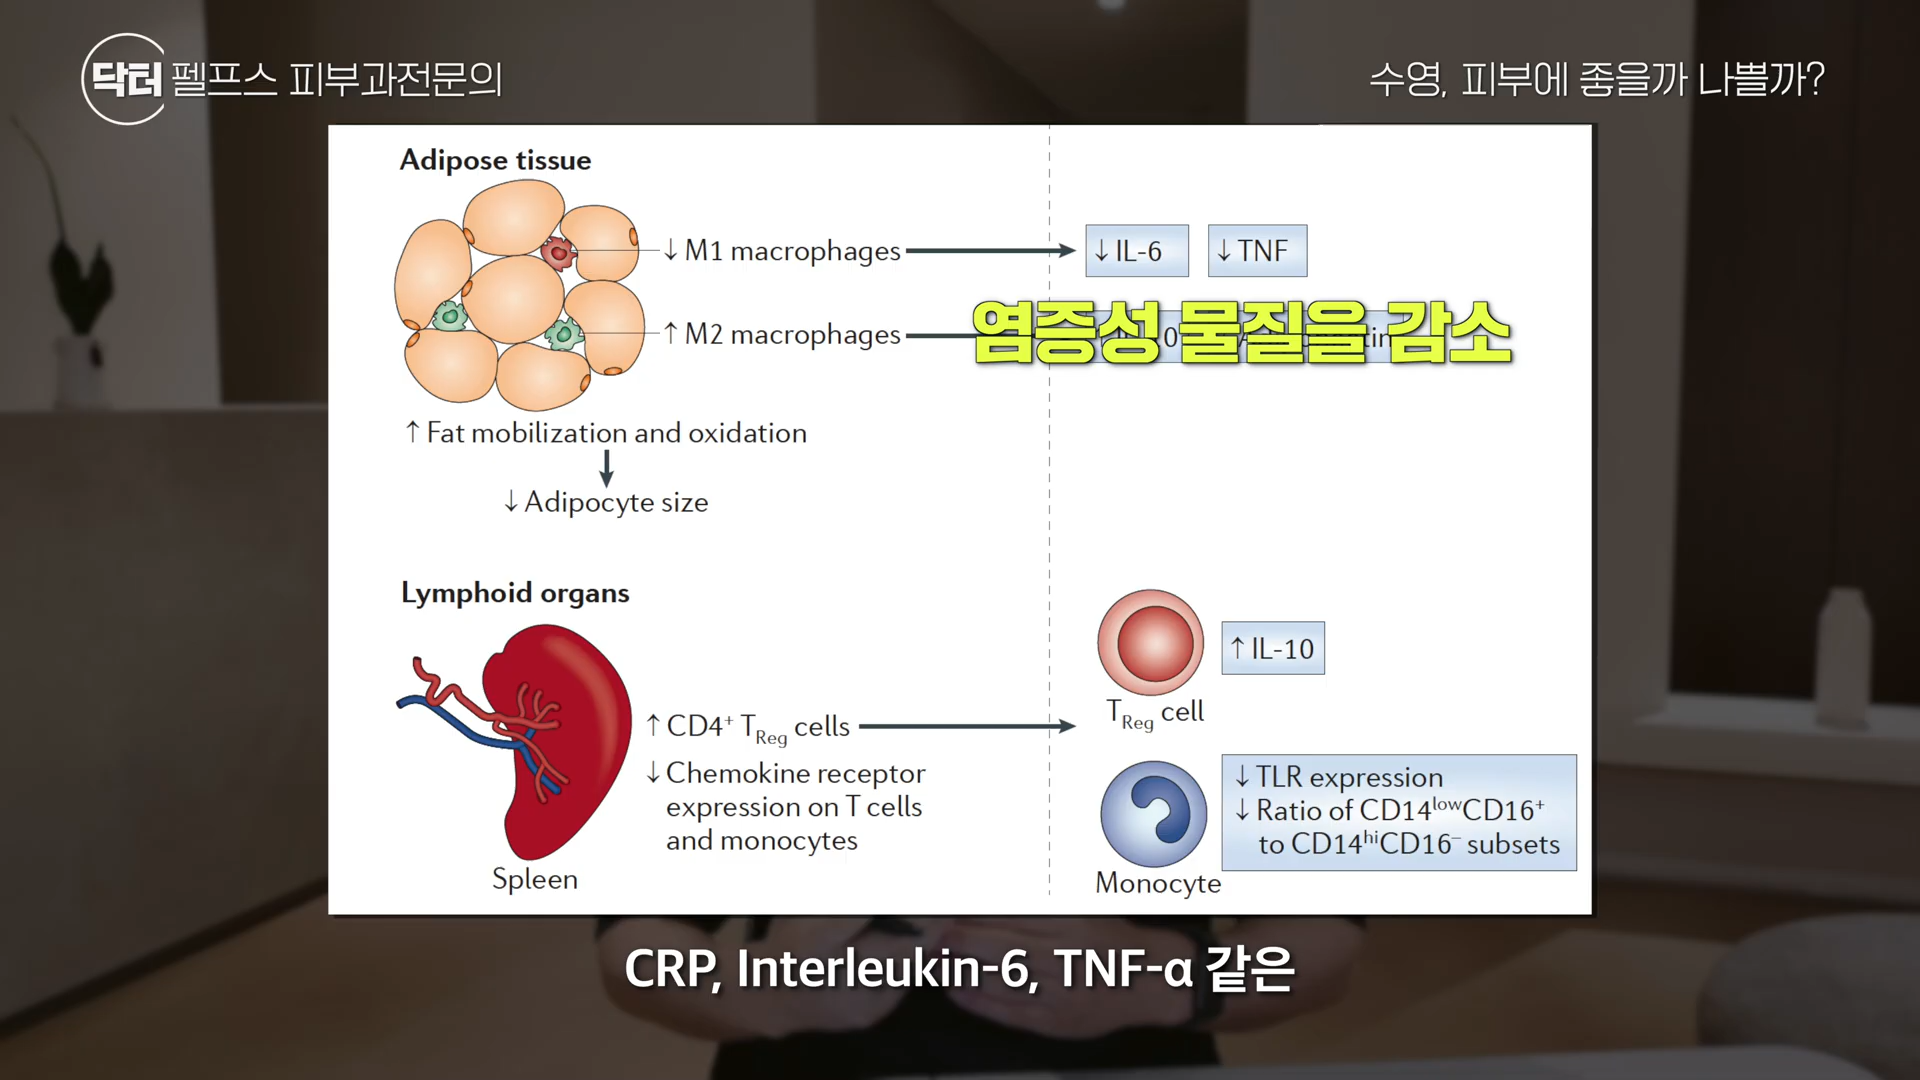 닥터 펠프스 피부과전문의
수영, 피부에 좋을까 나쁠까?
Adipose tissue
↓ M1 macrophages
↓ IL-6
↓ TNF
↑ M2 macrophages
염증성 물질을 감소
↑ Fat mobilization and oxidation
↓ Adipocyte size
Lymphoid organs
↑ IL-10
T_Reg cell
↑ CD4⁺ T_Reg cells
↓ Chemokine receptor
expression on T cells
and monocytes
↓ TLR expression
↓ Ratio of CD14ˡᵒʷCD16⁺
to CD14ʰⁱCD16⁻ subsets
Spleen
Monocyte
CRP, Interleukin-6, TNF-α 같은